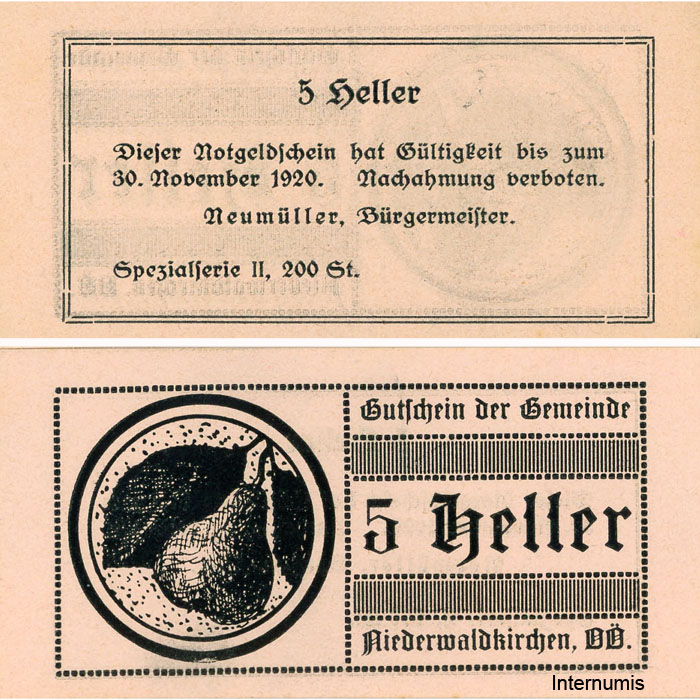 5 Heller
Dieser Notgeldschein hat Gültigkeit bis zum
30. November 1920. Nachahmung verboten.
Neumüller, Bürgermeister.
Spezialserie II, 200 St.
Gutschein der Gemeinde
5 Heller
Niederwaldkirchen, OÖ.
Internumis